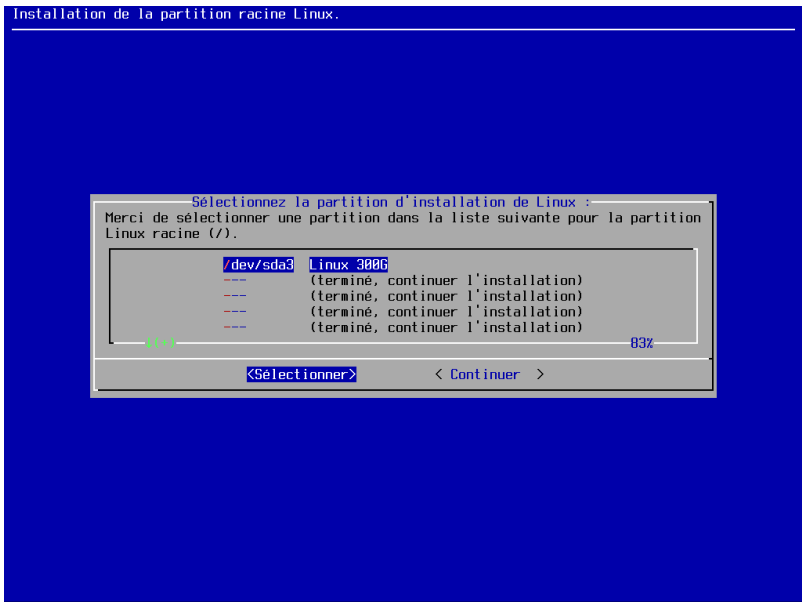 Installation de la partition racine Linux.
Sélectionnez la partition d'installation de Linux :
Merci de sélectionner une partition dans la liste suivante pour la partition
Linux racine (/).
/dev/sda3 Linux 300G
--- (terminé, continuer l'installation)
--- (terminé, continuer l'installation)
--- (terminé, continuer l'installation)
--- (terminé, continuer l'installation)
↓(+) 83%
<Sélectionner> < Continuer >